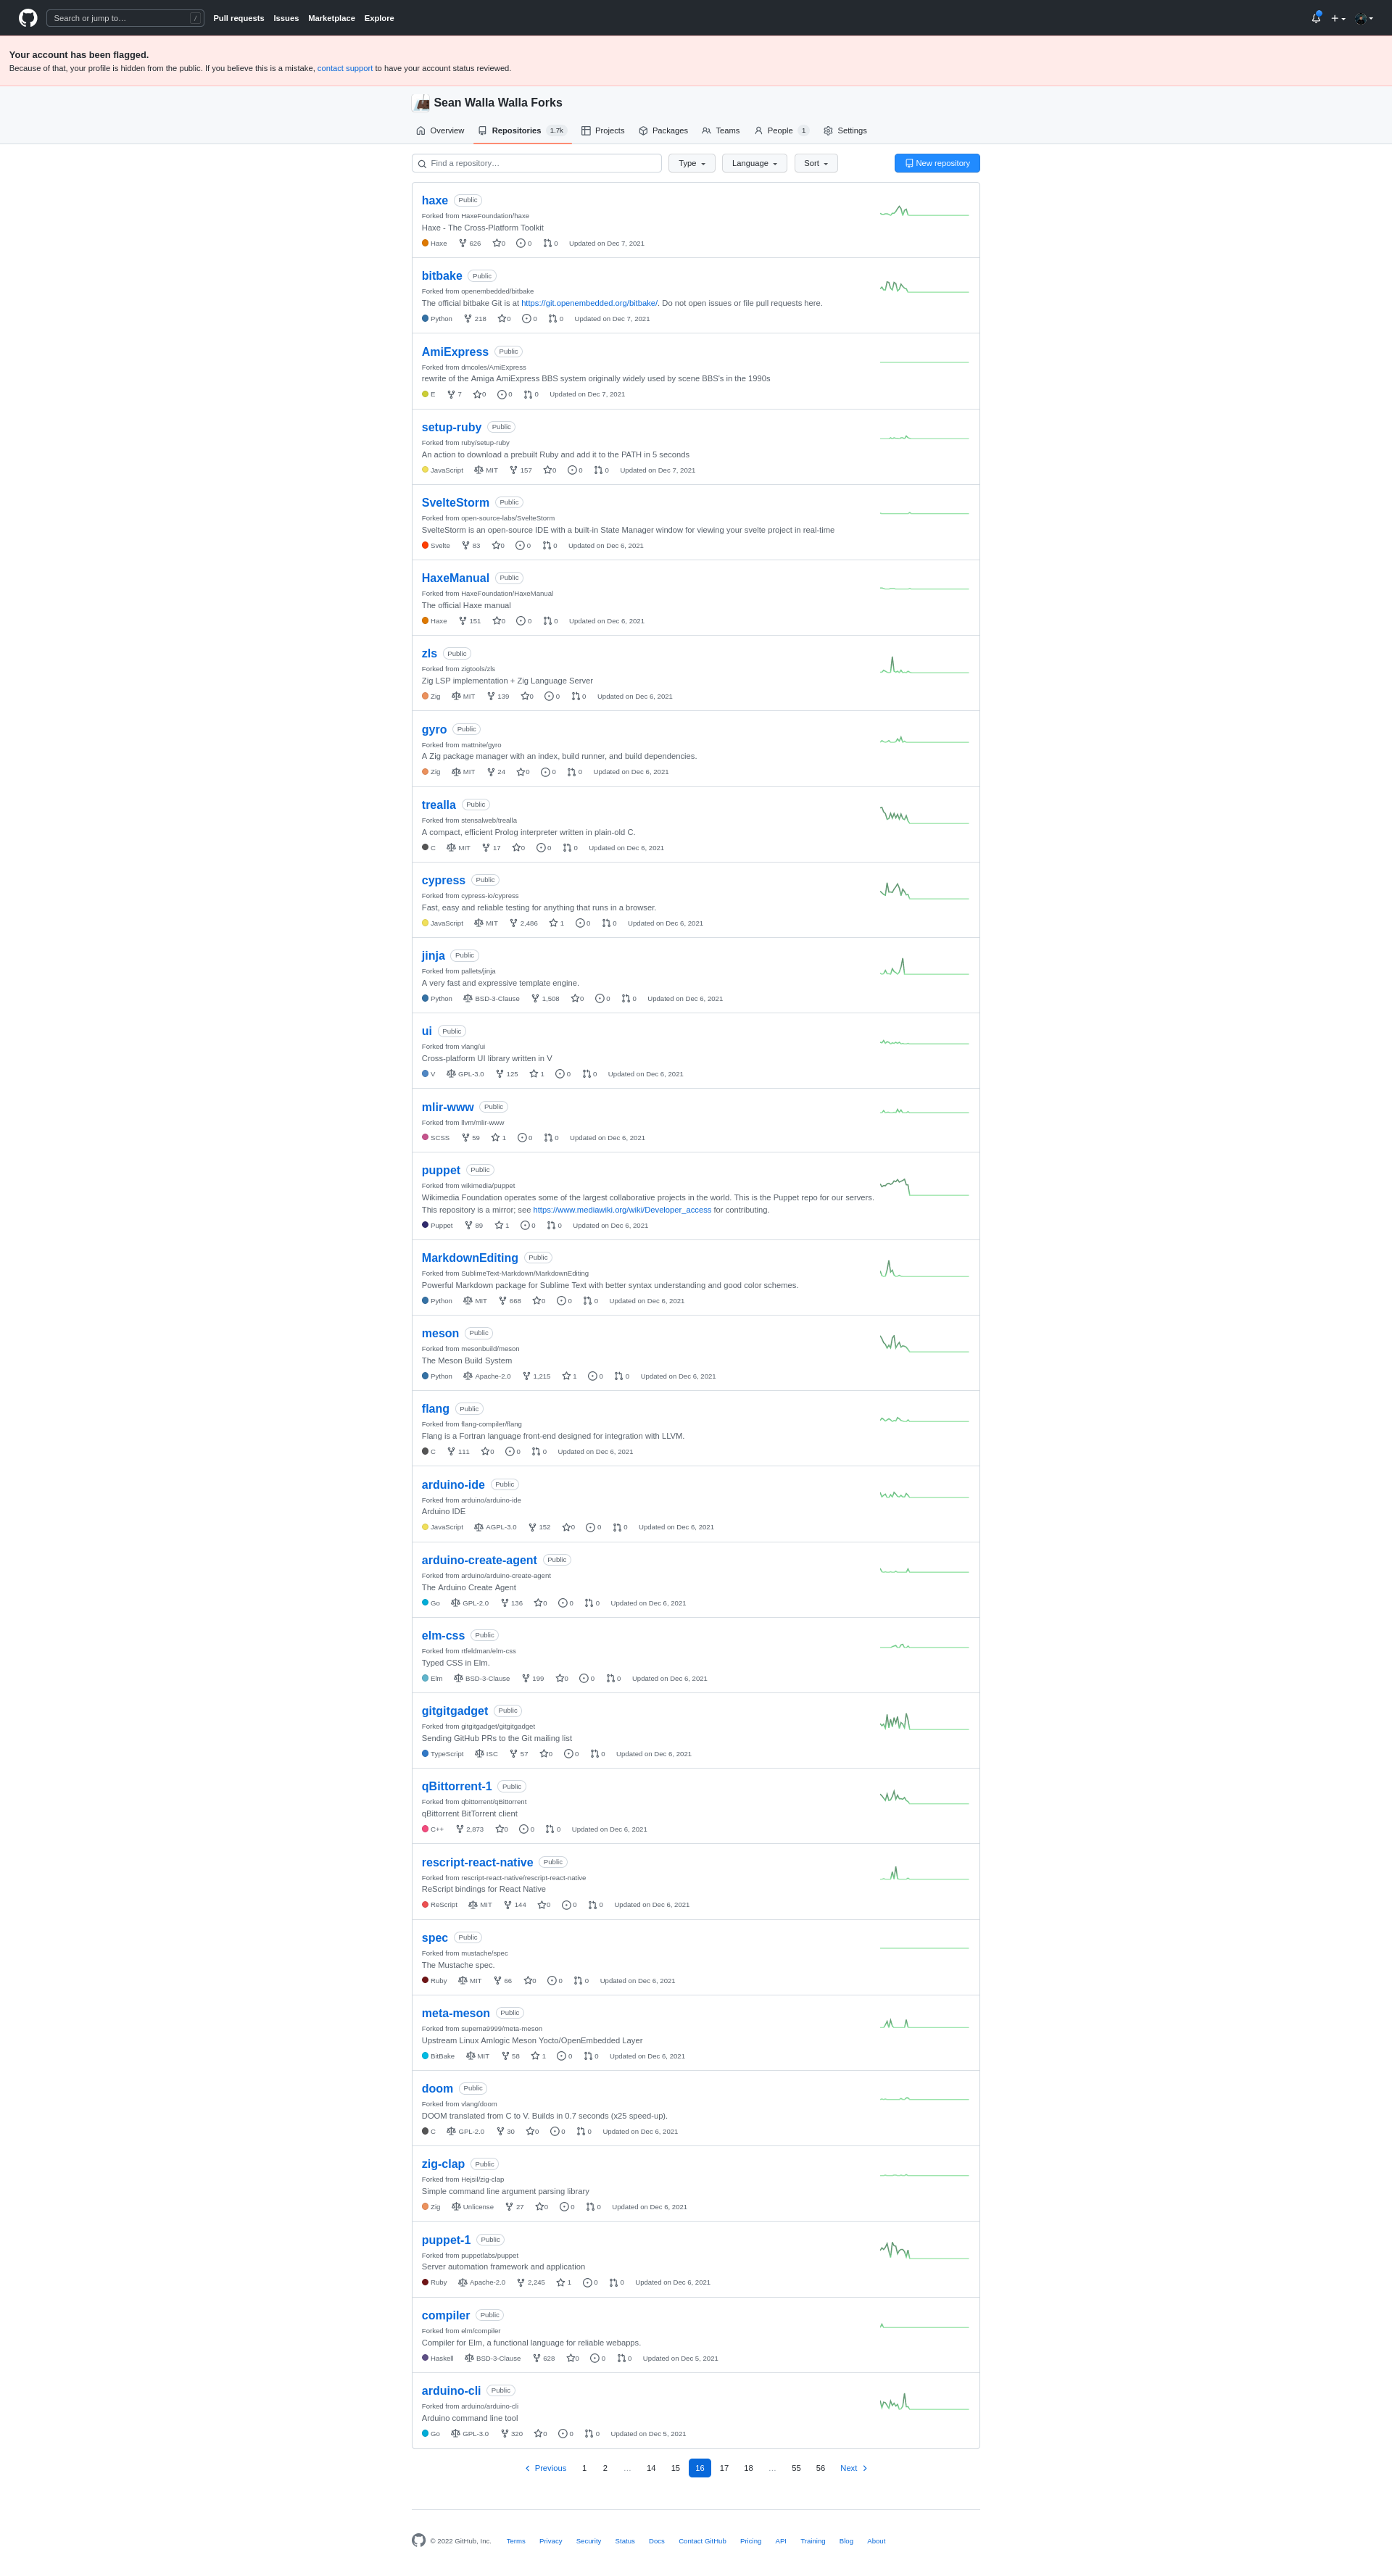 Search or jump to… /
Pull requests Issues Marketplace Explore
Your account has been flagged.
Because of that, your profile is hidden from the public. If you believe this is a mistake, contact support to have your account status reviewed.
Sean Walla Walla Forks
Overview Repositories 1.7k Projects Packages Teams People 1 Settings
Find a repository… Type Language Sort New repository
haxe Public
Forked from HaxeFoundation/haxe
Haxe - The Cross-Platform Toolkit
Haxe 626 0 0 0 Updated on Dec 7, 2021
bitbake Public
Forked from openembedded/bitbake
The official bitbake Git is at https://git.openembedded.org/bitbake/. Do not open issues or file pull requests here.
Python 218 0 0 0 Updated on Dec 7, 2021
AmiExpress Public
Forked from dmcoles/AmiExpress
rewrite of the Amiga AmiExpress BBS system originally widely used by scene BBS's in the 1990s
E 7 0 0 0 Updated on Dec 7, 2021
setup-ruby Public
Forked from ruby/setup-ruby
An action to download a prebuilt Ruby and add it to the PATH in 5 seconds
JavaScript MIT 157 0 0 0 Updated on Dec 7, 2021
SvelteStorm Public
Forked from open-source-labs/SvelteStorm
SvelteStorm is an open-source IDE with a built-in State Manager window for viewing your svelte project in real-time
Svelte 83 0 0 0 Updated on Dec 6, 2021
HaxeManual Public
Forked from HaxeFoundation/HaxeManual
The official Haxe manual
Haxe 151 0 0 0 Updated on Dec 6, 2021
zls Public
Forked from zigtools/zls
Zig LSP implementation + Zig Language Server
Zig MIT 139 0 0 0 Updated on Dec 6, 2021
gyro Public
Forked from mattnite/gyro
A Zig package manager with an index, build runner, and build dependencies.
Zig MIT 24 0 0 0 Updated on Dec 6, 2021
trealla Public
Forked from stensalweb/trealla
A compact, efficient Prolog interpreter written in plain-old C.
C MIT 17 0 0 0 Updated on Dec 6, 2021
cypress Public
Forked from cypress-io/cypress
Fast, easy and reliable testing for anything that runs in a browser.
JavaScript MIT 2,486 1 0 0 Updated on Dec 6, 2021
jinja Public
Forked from pallets/jinja
A very fast and expressive template engine.
Python BSD-3-Clause 1,508 0 0 0 Updated on Dec 6, 2021
ui Public
Forked from vlang/ui
Cross-platform UI library written in V
V GPL-3.0 125 1 0 0 Updated on Dec 6, 2021
mlir-www Public
Forked from llvm/mlir-www
SCSS 59 1 0 0 Updated on Dec 6, 2021
puppet Public
Forked from wikimedia/puppet
Wikimedia Foundation operates some of the largest collaborative projects in the world. This is the Puppet repo for our servers.
This repository is a mirror; see https://www.mediawiki.org/wiki/Developer_access for contributing.
Puppet 89 1 0 0 Updated on Dec 6, 2021
MarkdownEditing Public
Forked from SublimeText-Markdown/MarkdownEditing
Powerful Markdown package for Sublime Text with better syntax understanding and good color schemes.
Python MIT 688 0 0 0 Updated on Dec 6, 2021
meson Public
Forked from mesonbuild/meson
The Meson Build System
Python Apache-2.0 1,215 1 0 0 Updated on Dec 6, 2021
flang Public
Forked from flang-compiler/flang
Flang is a Fortran language front-end designed for integration with LLVM.
C 111 0 0 0 Updated on Dec 6, 2021
arduino-ide Public
Forked from arduino/arduino-ide
Arduino IDE
JavaScript AGPL-3.0 152 0 0 0 Updated on Dec 6, 2021
arduino-create-agent Public
Forked from arduino/arduino-create-agent
The Arduino Create Agent
Go GPL-2.0 136 0 0 0 Updated on Dec 6, 2021
elm-css Public
Forked from rtfeldman/elm-css
Typed CSS in Elm.
Elm BSD-3-Clause 199 0 0 0 Updated on Dec 6, 2021
gitgitgadget Public
Forked from gitgitgadget/gitgitgadget
Sending GitHub PRs to the Git mailing list
TypeScript ISC 57 0 0 0 Updated on Dec 6, 2021
qBittorrent-1 Public
Forked from qbittorrent/qBittorrent
qBittorrent BitTorrent client
C++ 2,873 0 0 0 Updated on Dec 6, 2021
rescript-react-native Public
Forked from rescript-react-native/rescript-react-native
ReScript bindings for React Native
ReScript MIT 144 0 0 0 Updated on Dec 6, 2021
spec Public
Forked from mustache/spec
The Mustache spec.
Ruby MIT 66 0 0 0 Updated on Dec 6, 2021
meta-meson Public
Forked from superna9999/meta-meson
Upstream Linux Amlogic Meson Yocto/OpenEmbedded Layer
BitBake MIT 58 1 0 0 Updated on Dec 6, 2021
doom Public
Forked from vlang/doom
DOOM translated from C to V. Builds in 0.7 seconds (x25 speed-up).
C GPL-2.0 30 0 0 0 Updated on Dec 6, 2021
zig-clap Public
Forked from Hejsil/zig-clap
Simple command line argument parsing library
Zig Unlicense 27 0 0 0 Updated on Dec 6, 2021
puppet-1 Public
Forked from puppetlabs/puppet
Server automation framework and application
Ruby Apache-2.0 2,245 1 0 0 Updated on Dec 6, 2021
compiler Public
Forked from elm/compiler
Compiler for Elm, a functional language for reliable webapps.
Haskell BSD-3-Clause 628 0 0 0 Updated on Dec 5, 2021
arduino-cli Public
Forked from arduino/arduino-cli
Arduino command line tool
Go GPL-3.0 320 0 0 0 Updated on Dec 5, 2021
Previous 1 2 … 14 15 16 17 18 … 55 56 Next
© 2022 GitHub, Inc. Terms Privacy Security Status Docs Contact GitHub Pricing API Training Blog About